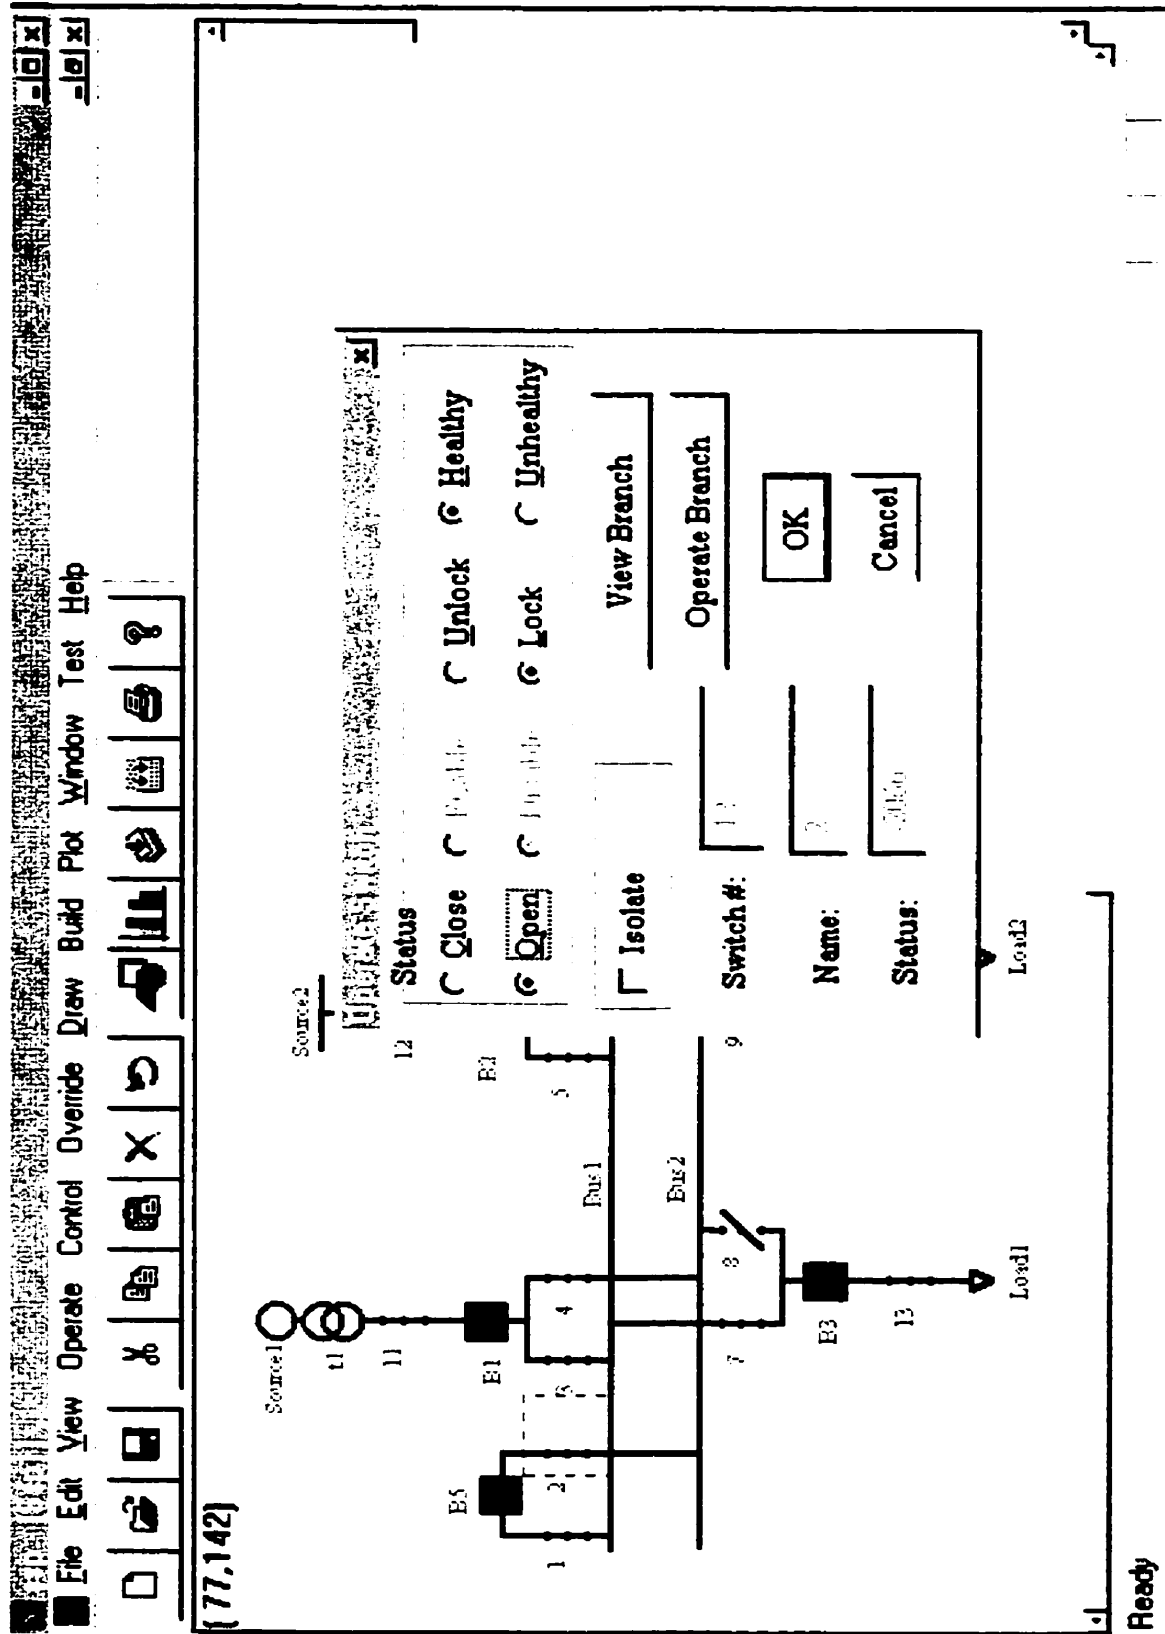 File Edit View Operate Control Override Draw Build Plot Window Test Help
(77,142)
Source1
Source2
t1
11
12
Status
Close
Unlock
Healthy
Open
Lock
Unhealthy
B5
B1
B2
1
2
3
4
5
Isolate
View Branch
Bus1
Bus2
Operate Branch
Switch#:
9
8
7
Name:
2
OK
B3
Status:
Cancel
13
Load1
Load2
Ready